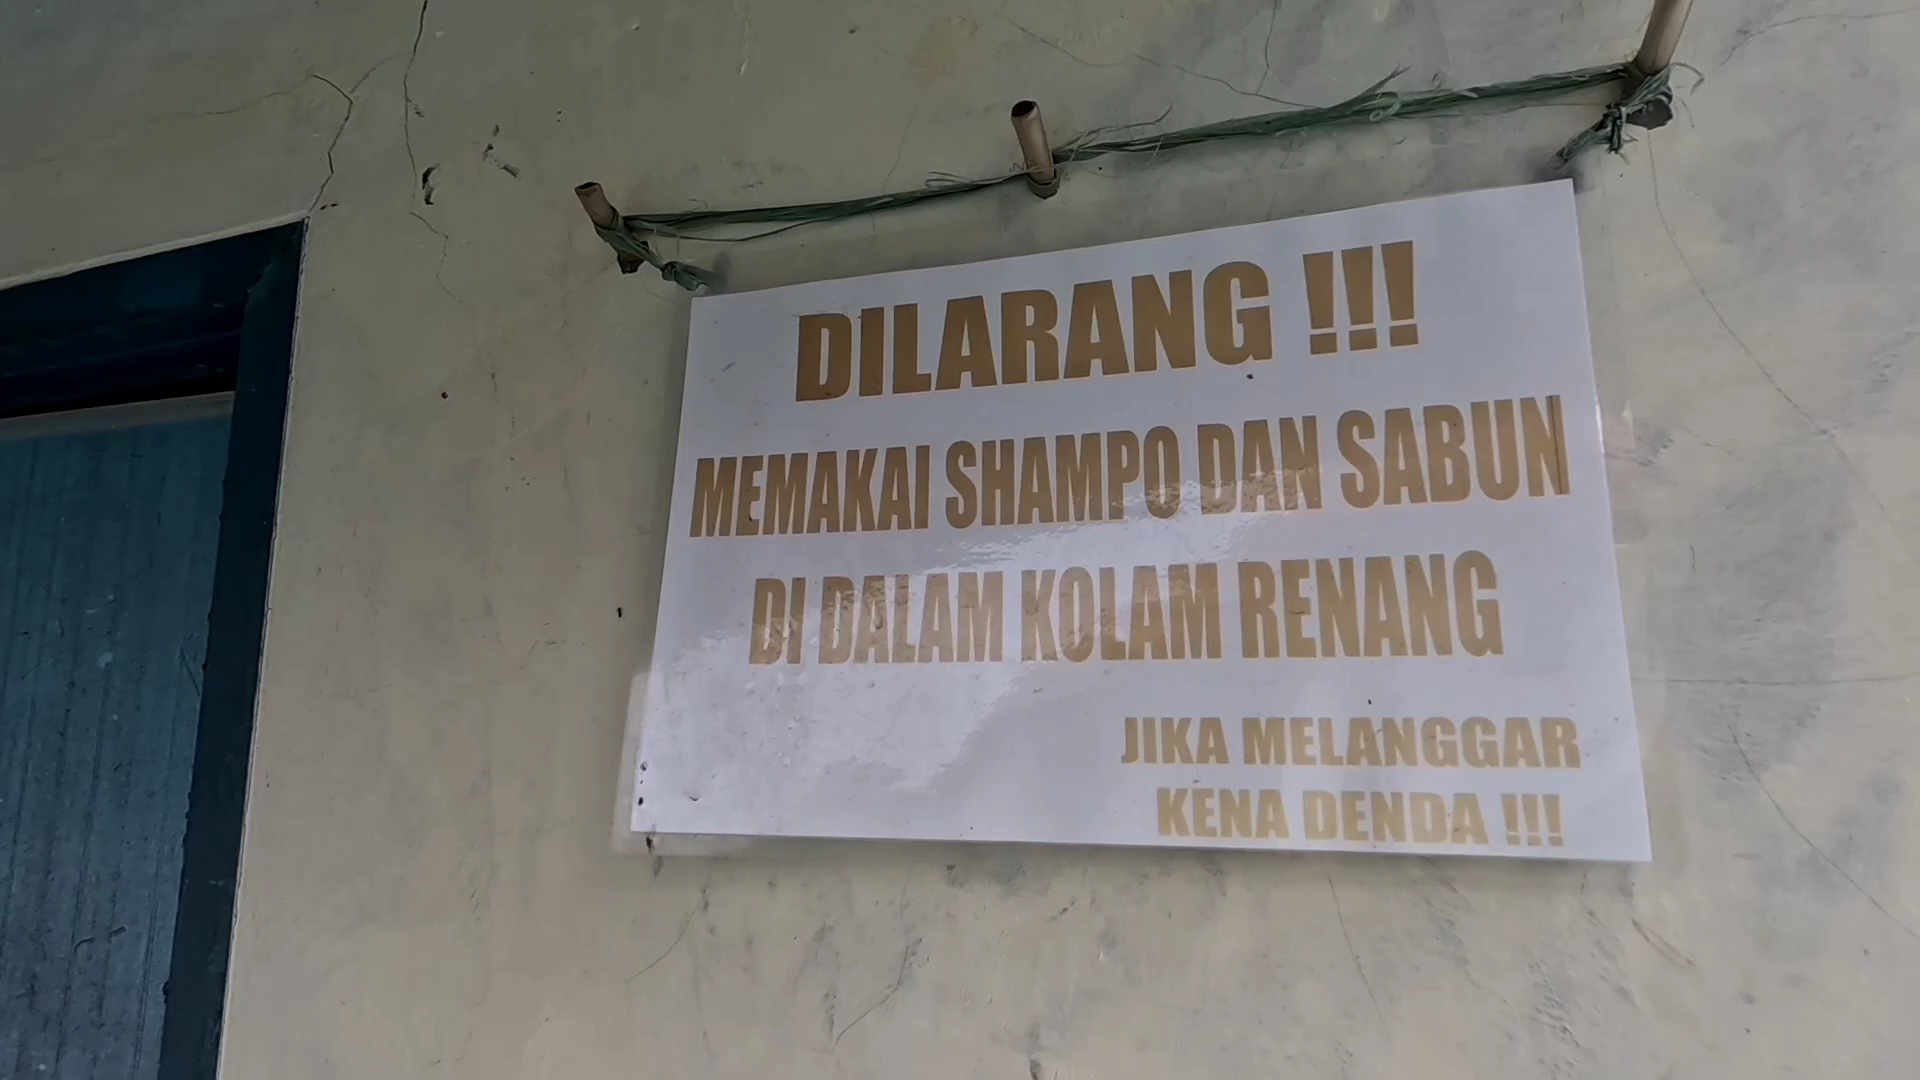 DILARANG !!!
MEMAKAI SHAMPO DAN SABUN
DI DALAM KOLAM RENANG
JIKA MELANGGAR
KENA DENDA !!!